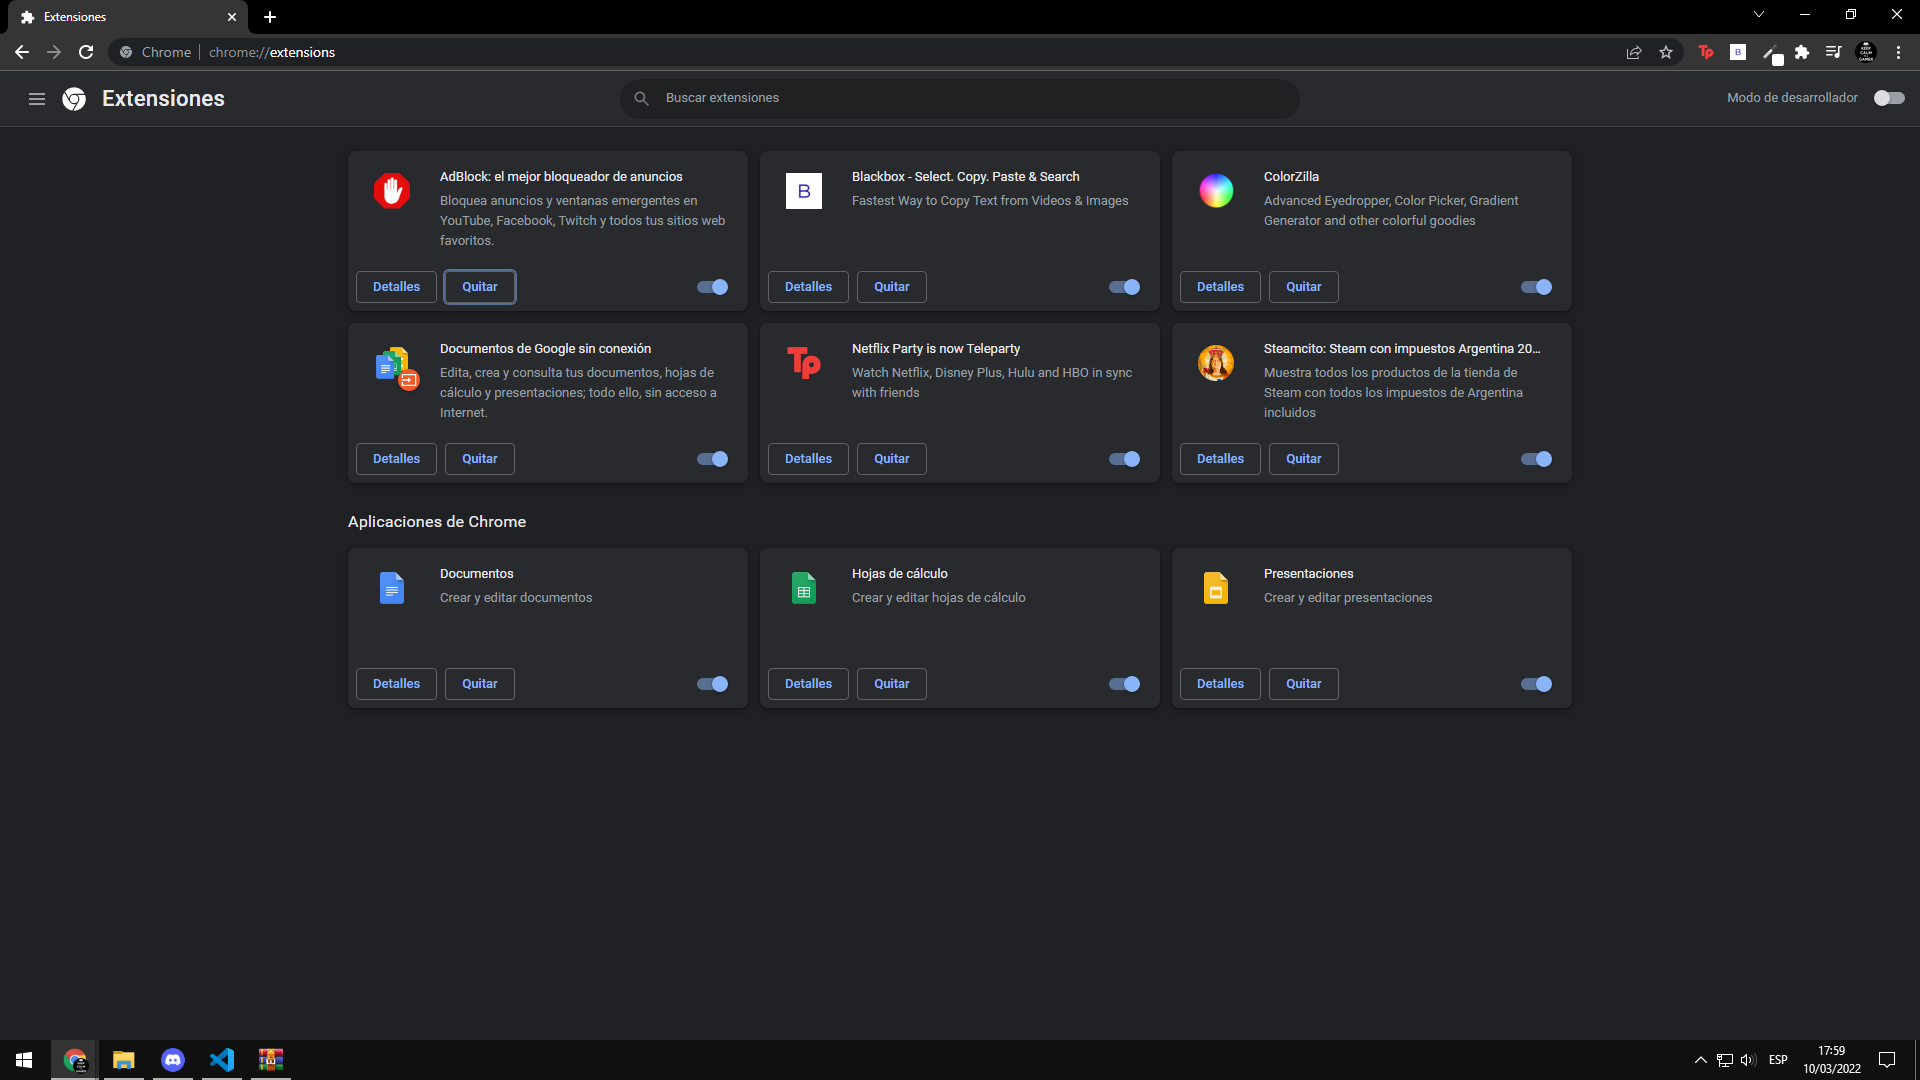 Extensiones
Chrome
chrome://extensions
Tp
B
Extensiones
Buscar extensiones
Modo de desarrollador
AdBlock: el mejor bloqueador de anuncios
Bloquea anuncios y ventanas emergentes en
YouTube, Facebook, Twitch y todos tus sitios web
favoritos.
Detalles
Quitar
B
Blackbox - Select. Copy. Paste & Search
Fastest Way to Copy Text from Videos & Images
Detalles
Quitar
ColorZilla
Advanced Eyedropper, Color Picker, Gradient
Generator and other colorful goodies
Detalles
Quitar
Documentos de Google sin conexión
Edita, crea y consulta tus documentos, hojas de
cálculo y presentaciones; todo ello, sin acceso a
Internet.
Detalles
Quitar
Tp
Netflix Party is now Teleparty
Watch Netflix, Disney Plus, Hulu and HBO in sync
with friends
Detalles
Quitar
Steamcito: Steam con impuestos Argentina 20...
Muestra todos los productos de la tienda de
Steam con todos los impuestos de Argentina
incluidos
Detalles
Quitar
Aplicaciones de Chrome
Documentos
Crear y editar documentos
Detalles
Quitar
Hojas de cálculo
Crear y editar hojas de cálculo
Detalles
Quitar
Presentaciones
Crear y editar presentaciones
Detalles
Quitar
ESP
17:59
10/03/2022